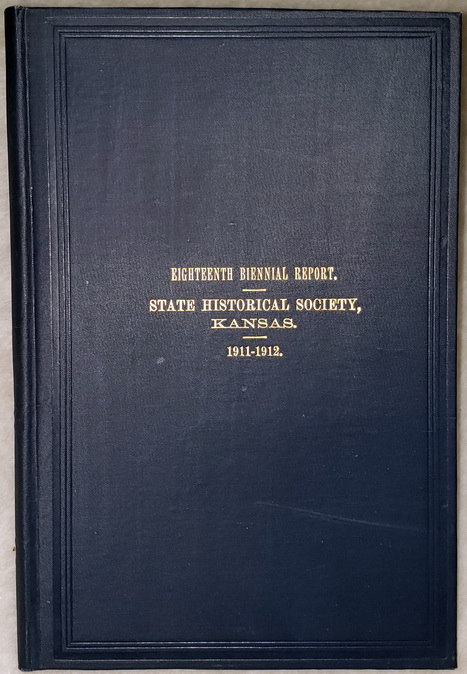 EIGHTEENTH BIENNIAL REPORT.
STATE HISTORICAL SOCIETY,
KANSAS.
1911-1912.